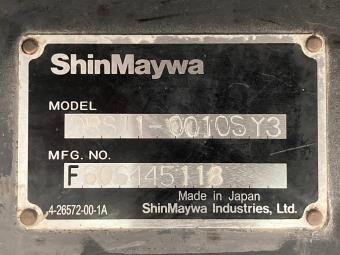 ShinMaywa
MODEL
MFG. NO.
Made in Japan
4-26572-00-1A
ShinMaywa Industries, Ltd.